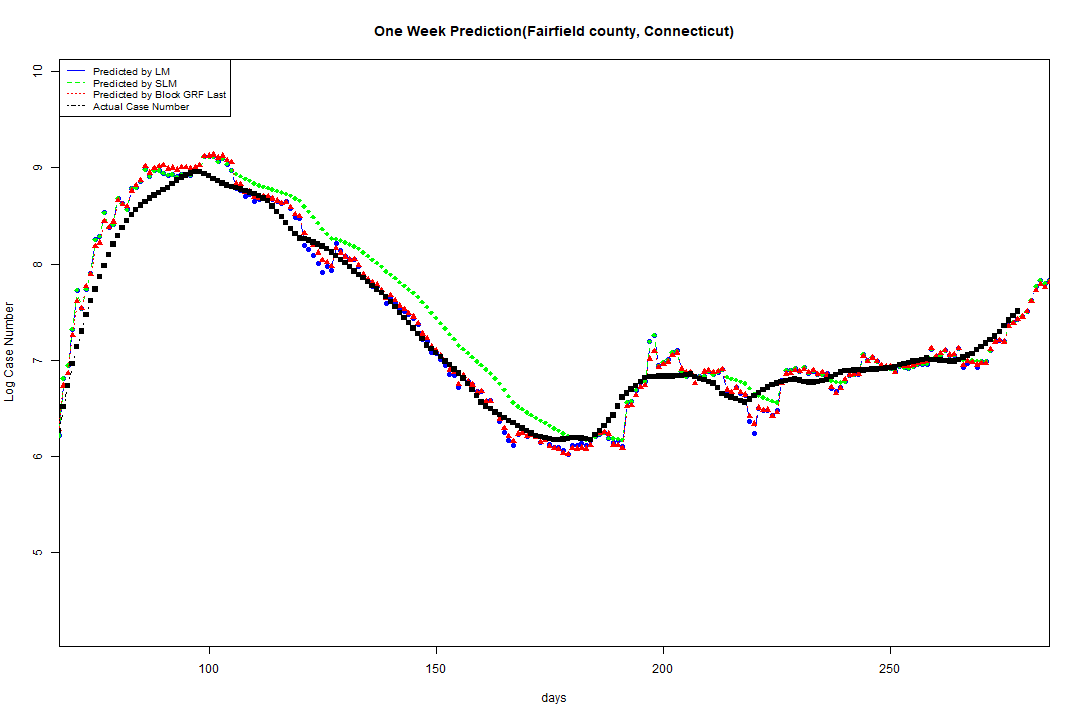 One Week Prediction(Fairfield county, Connecticut)
Predicted by LM
Predicted by SLM
Predicted by Block GRF Last
Actual Case Number
10
9
8
7
6
5
Log Case Number
100 150 200 250
days